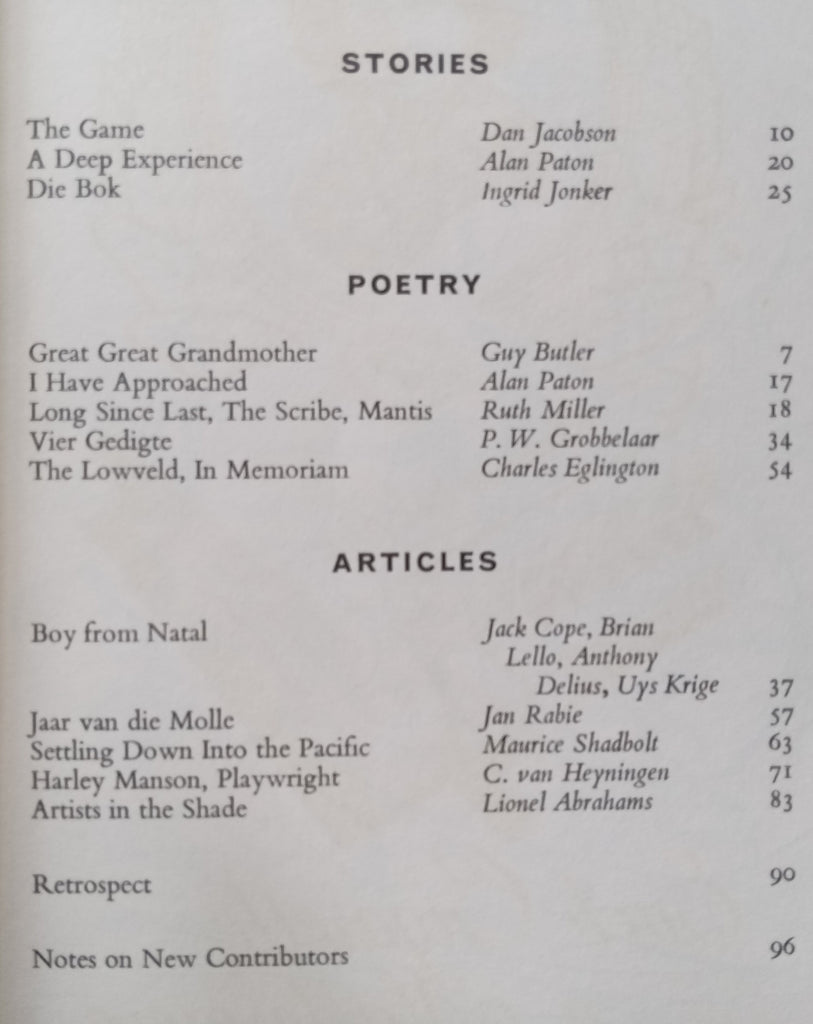 STORIES
The Game Dan Jacobson 10
A Deep Experience Alan Paton 20
Die Bok Ingrid Jonker 25
POETRY
Great Great Grandmother Guy Butler 7
I Have Approached Alan Paton 17
Long Since Last, The Scribe, Mantis Ruth Miller 18
Vier Gedigte P. W. Grobbelaar 34
The Lowveld, In Memoriam Charles Eglington 54
ARTICLES
Boy from Natal Jack Cope, Brian
Lello, Anthony
Delius, Uys Krige 37
Jaar van die Molle Jan Rabie 57
Settling Down Into the Pacific Maurice Shadbolt 63
Harley Manson, Playwright C. van Heyningen 71
Artists in the Shade Lionel Abrahams 83
Retrospect 90
Notes on New Contributors 96